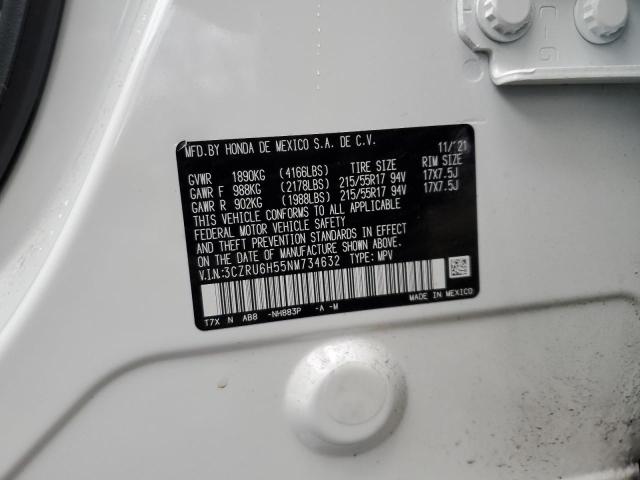 MFD.BY HONDA DE MEXICO S.A. DE C.V. 11/'21
TIRE SIZE RIM SIZE
GVWR 1890KG (4166LBS)
GAWR F 988KG (2178LBS) 215/55R17 94V 17X7.5J
GAWR R 902KG (1988LBS) 215/55R17 94V 17X7.5J
THIS VEHICLE CONFORMS TO ALL APPLICABLE
FEDERAL MOTOR VEHICLE SAFETY
AND THEFT PREVENTION STANDARDS IN EFFECT
ON THE DATE OF MANUFACTURE SHOWN ABOVE.
V.I.N.:3CZRU6H55NM734632 TYPE: MPV
T7X N AB8 -NH883P -A -M
MADE IN MEXICO